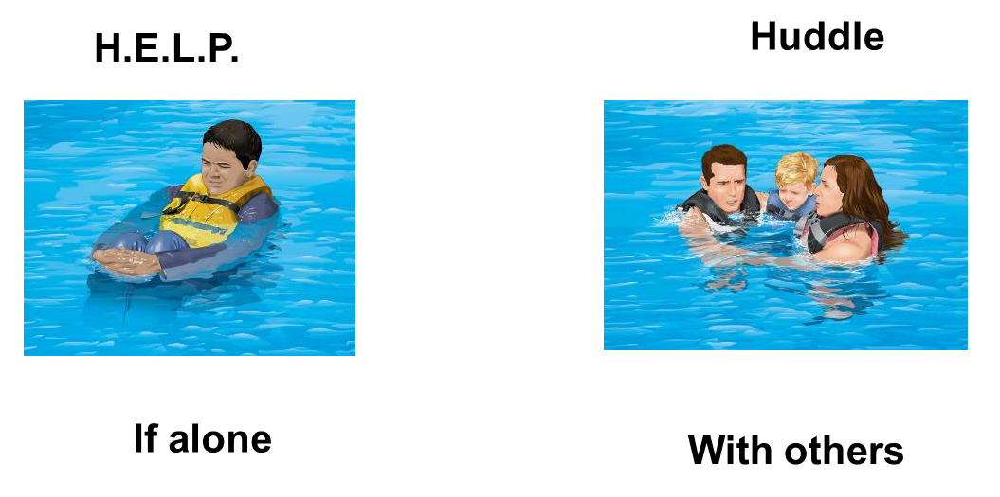 H.E.L.P.
Huddle
If alone
With others